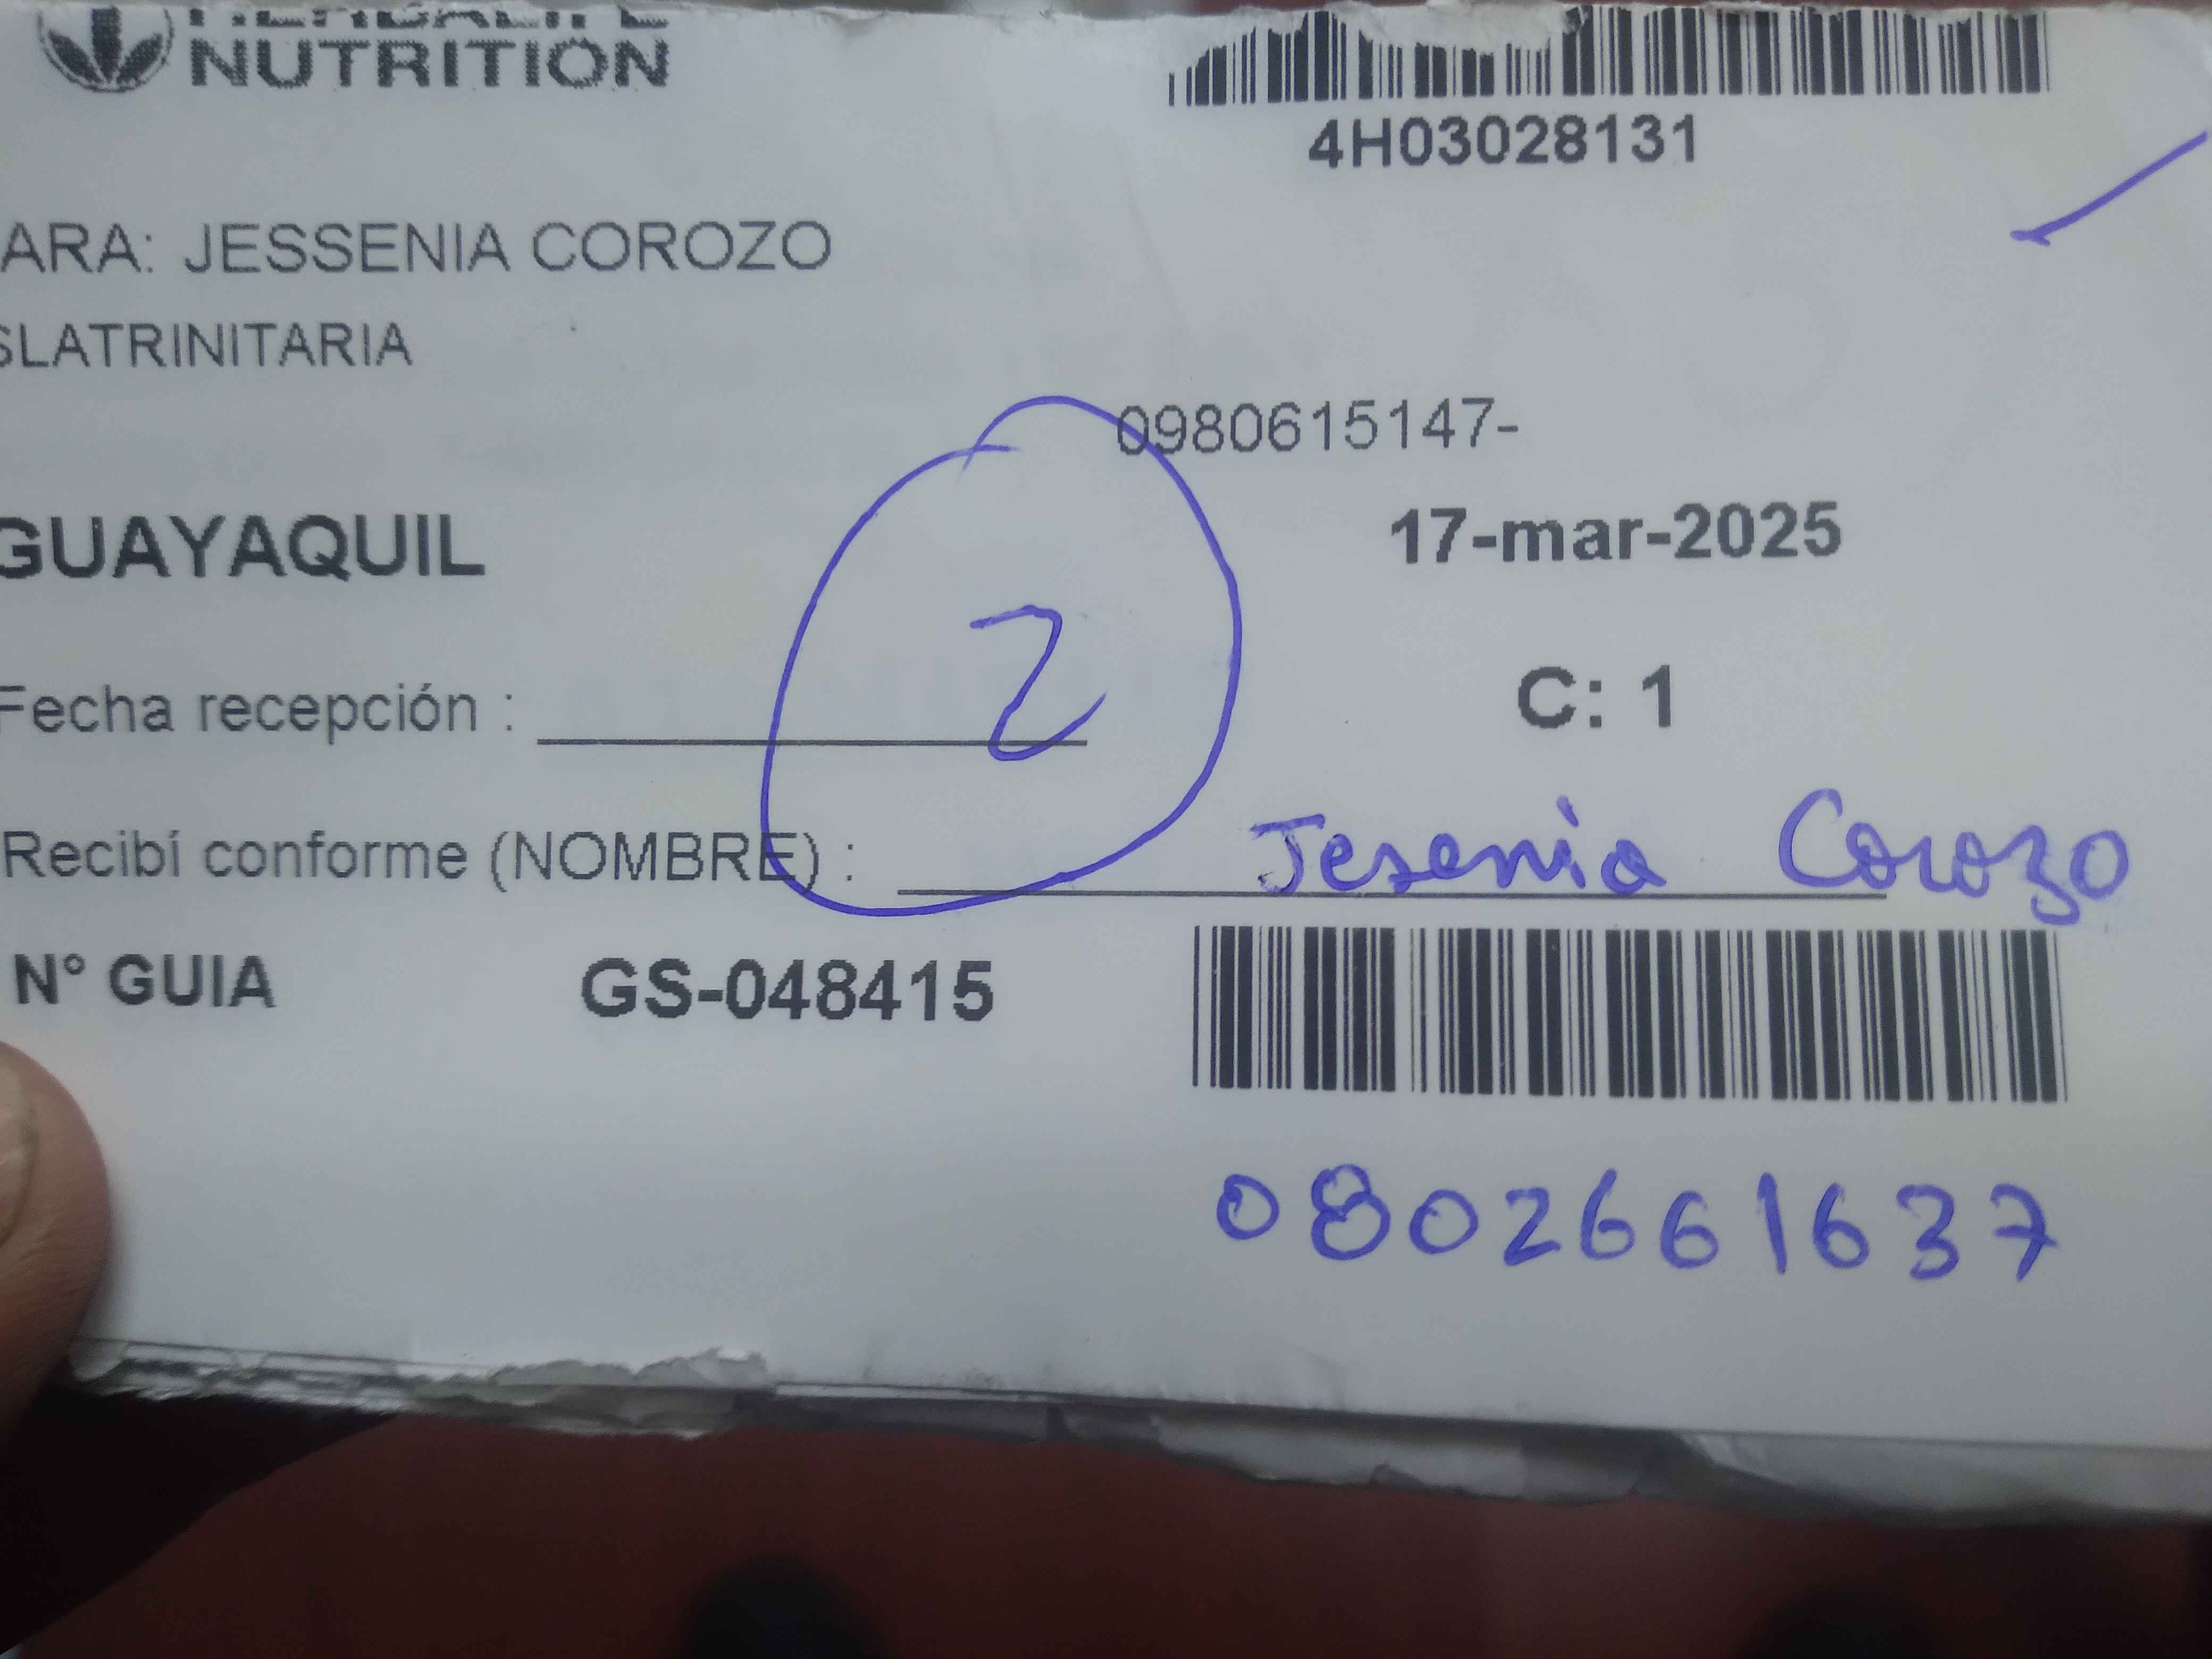 HERBALIFE
NUTRITION
4H03028131
ARA: JESSENIA COROZO
SLATRINITARIA
0980615147-
GUAYAQUIL
17-mar-2025
2
Fecha recepción :
C: 1
Recibí conforme (NOMBRE) : Jesenia Corozo
N° GUIA GS-048415
0802661637